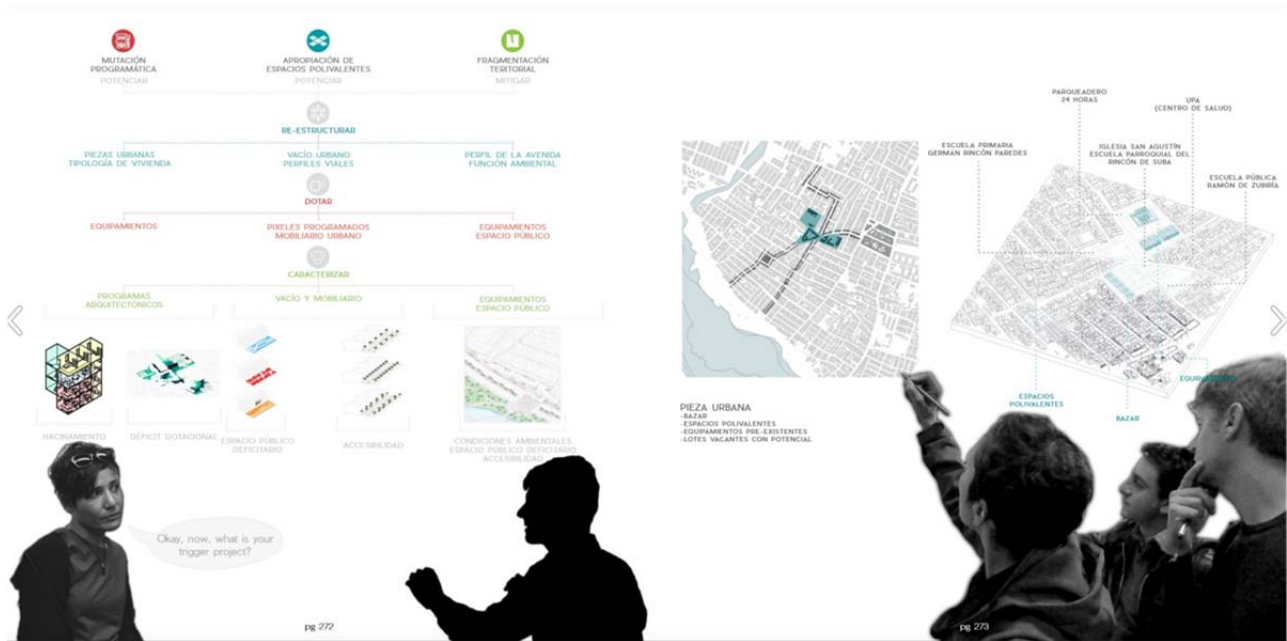 MUTACIÓN
PROGRAMÁTICA
POTENCIAR
APROPIACIÓN DE
ESPACIOS POLIVALENTES
POTENCIAR
FRAGMENTACIÓN
TERITORIAL
MITIGAR
RE-ESTRUCTURAR
PIEZAS URBANAS
TIPOLOGÍA DE VIVIENDA
VACÍO URBANO
PERFILES VIALES
PERFIL DE LA AVENIDA
FUNCIÓN AMBIENTAL
DOTAR
EQUIPAMIENTOS
PIXELES PROGRAMADOS
MOBILIARIO URBANO
EQUIPAMIENTOS
ESPACIO PÚBLICO
CARACTERIZAR
PROGRAMAS
ARQUITECTÓNICOS
VACÍO Y MOBILIARIO
EQUIPAMIENTOS
ESPACIO PÚBLICO
HACINAMIENTO
DÉFICIT DOTACIONAL
ESPACIO PÚBLICO
DEFICITARIO
ACCESIBILIDAD
CONDICIONES AMBIENTALES
ESPACIO PÚBLICO DEFICITARIO
ACCESIBILIDAD
Okay, now, what is your
trigger project?
pg 272
PARQUEADERO
24 HORAS
UPA
(CENTRO DE SALUD)
ESCUELA PRIMARIA
GERMÁN RINCÓN PAREDES
IGLESIA SAN AGUSTÍN
ESCUELA PARROQUIAL DEL
RINCÓN DE SUBA
ESCUELA PÚBLICA
RAMÓN DE ZUBIRÍA
ESPACIOS
POLIVALENTES
BAZAR
PIEZA URBANA
-BAZAR
-ESPACIOS POLIVALENTES
-EQUIPAMIENTOS PRE-EXISTENTES
-LOTES VACANTES CON POTENCIAL
pg 273